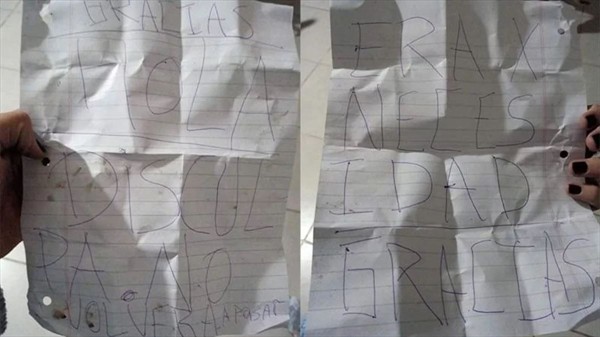 GRACIAS
HOLA
DISCUL
PA. NO
VOLVERA A PASAR
ERA X
NECES
IDAD
GRACIAS